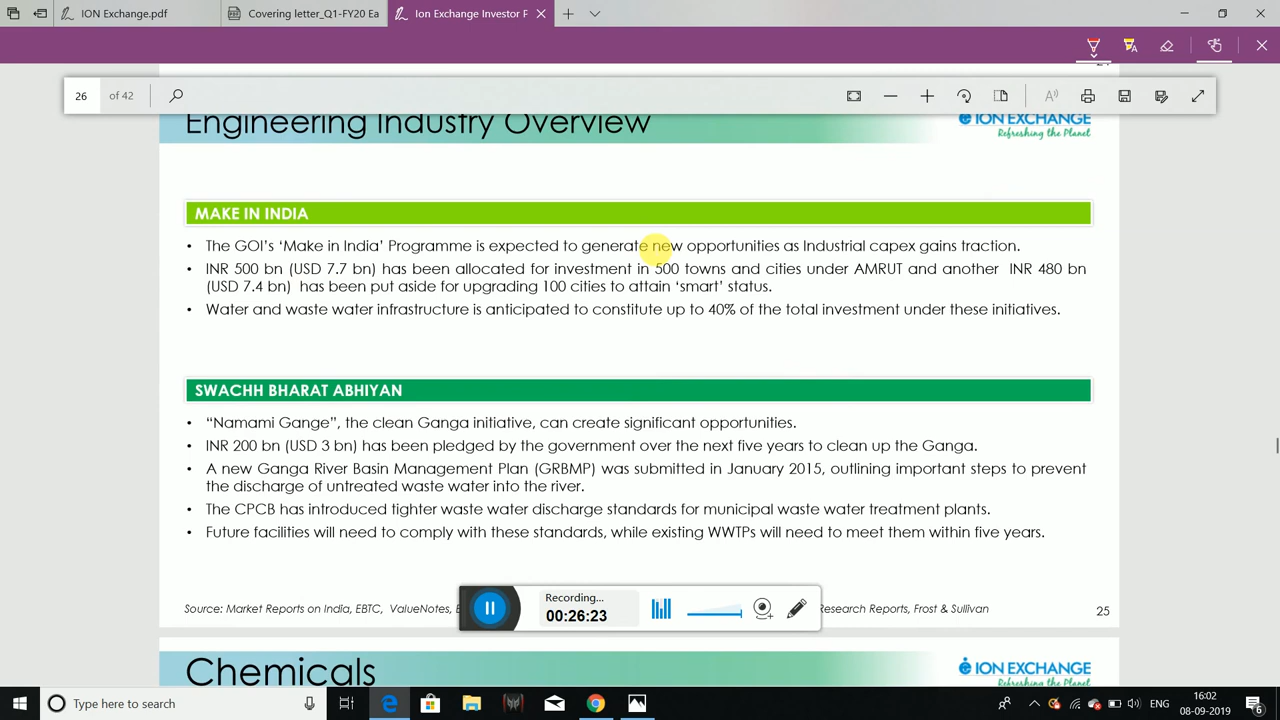 ION Exchange.pdf
Covering letter_Q1-FY20 Ea
Ion Exchange Investor F
26 of 42
Engineering Industry Overview
ION EXCHANGE
Refreshing the Planet
MAKE IN INDIA
• The GOI's 'Make in India' Programme is expected to generate new opportunities as Industrial capex gains traction.
• INR 500 bn (USD 7.7 bn) has been allocated for investment in 500 towns and cities under AMRUT and another INR 480 bn
(USD 7.4 bn) has been put aside for upgrading 100 cities to attain 'smart' status.
• Water and waste water infrastructure is anticipated to constitute up to 40% of the total investment under these initiatives.
SWACHH BHARAT ABHIYAN
• "Namami Gange", the clean Ganga initiative, can create significant opportunities.
• INR 200 bn (USD 3 bn) has been pledged by the government over the next five years to clean up the Ganga.
• A new Ganga River Basin Management Plan (GRBMP) was submitted in January 2015, outlining important steps to prevent
the discharge of untreated waste water into the river.
• The CPCB has introduced tighter waste water discharge standards for municipal waste water treatment plants.
• Future facilities will need to comply with these standards, while existing WWTPs will need to meet them within five years.
Source: Market Reports on India, EBTC, ValueNotes, Research Reports, Frost & Sullivan
25
Recording...
00:26:23
Chemicals
ION EXCHANGE
Refreshing the Planet
Type here to search
16:02
08-09-2019
6